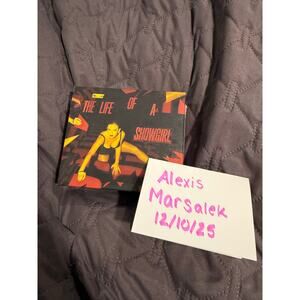 THE LIFE OF A
SHOWGIRL
Alexis
Marsalek
12/10/25